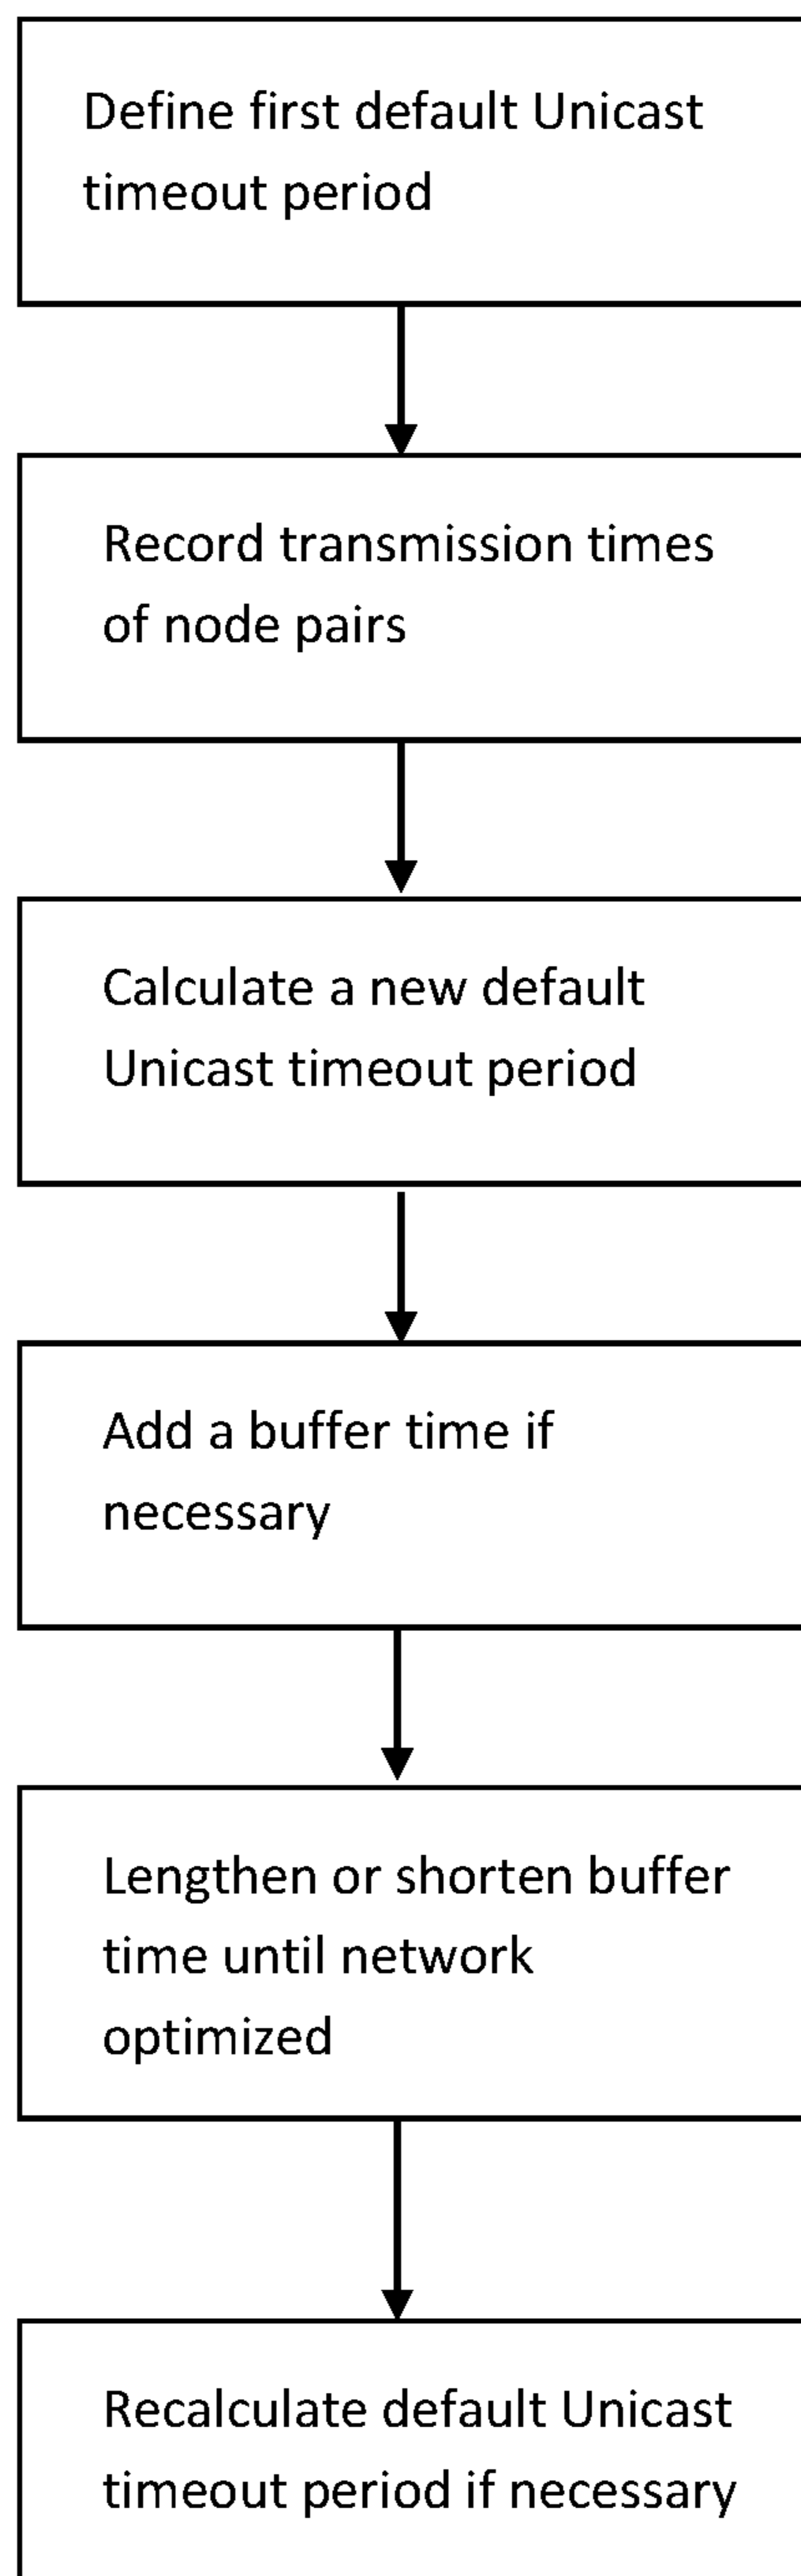 Define first default Unicast
timeout period
Record transmission times
of node pairs
Calculate a new default
Unicast timeout period
Add a buffer time if
necessary
Lengthen or shorten buffer
time until network
optimized
Recalculate default Unicast
timeout period if necessary